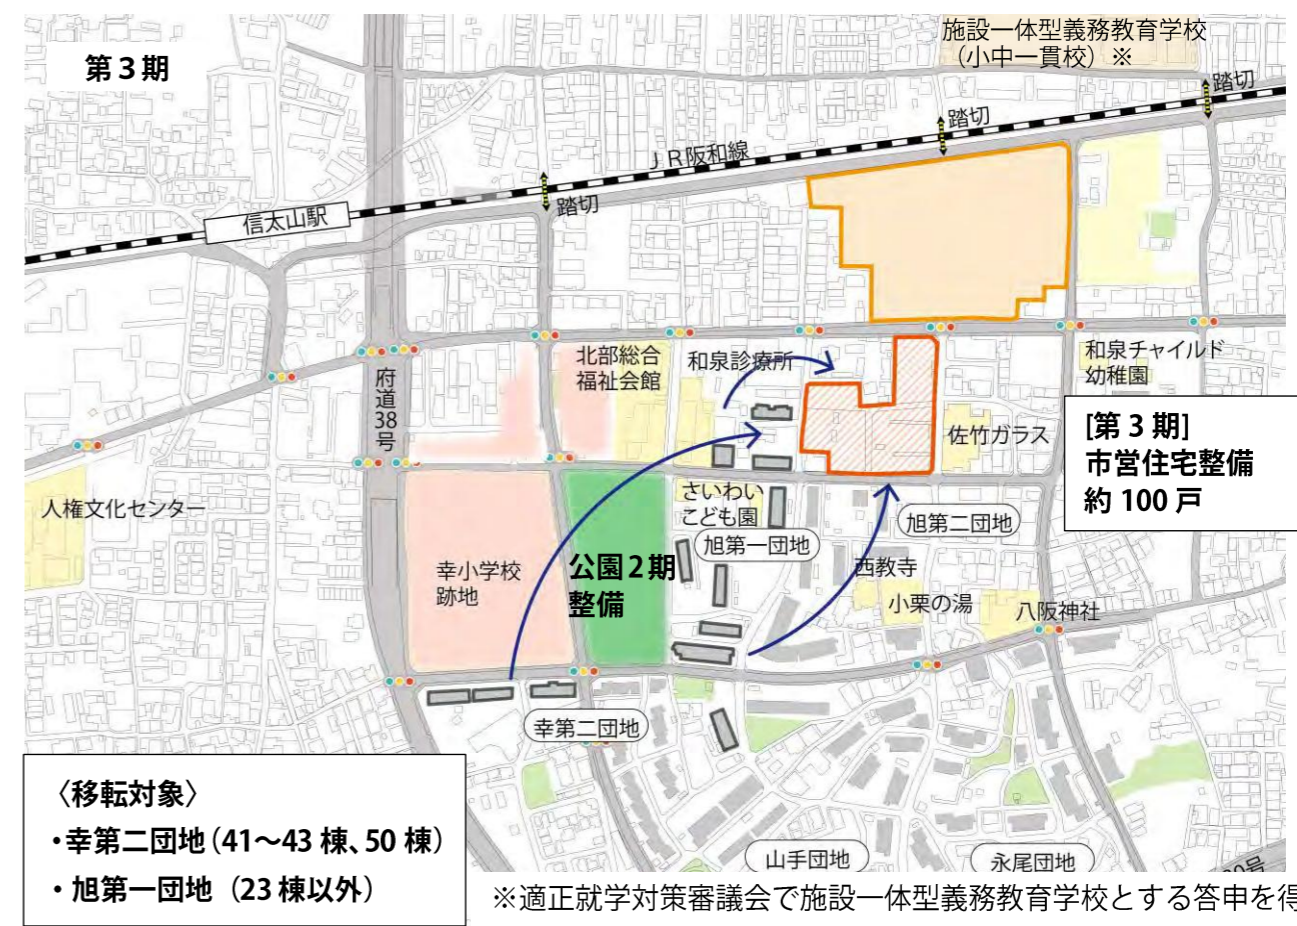 第3期
施設一体型義務教育学校
（小中一貫校）※
踏切
踏切
ＪＲ阪和線
踏切
信太山駅
北部総合
福祉会館
和泉診療所
和泉チャイルド
幼稚園
府道38号
佐竹ガラス
[第3期]
市営住宅整備
約100戸
人権文化センター
さいわい
こども園
旭第二団地
旭第一団地
幸小学校
跡地
公園2期
整備
西教寺
小栗の湯
八阪神社
幸第二団地
〈移転対象〉
・幸第二団地（41〜43棟、50棟）
・旭第一団地（23棟以外）
山手団地
永尾団地
※適正就学対策審議会で施設一体型義務教育学校とする答申を得